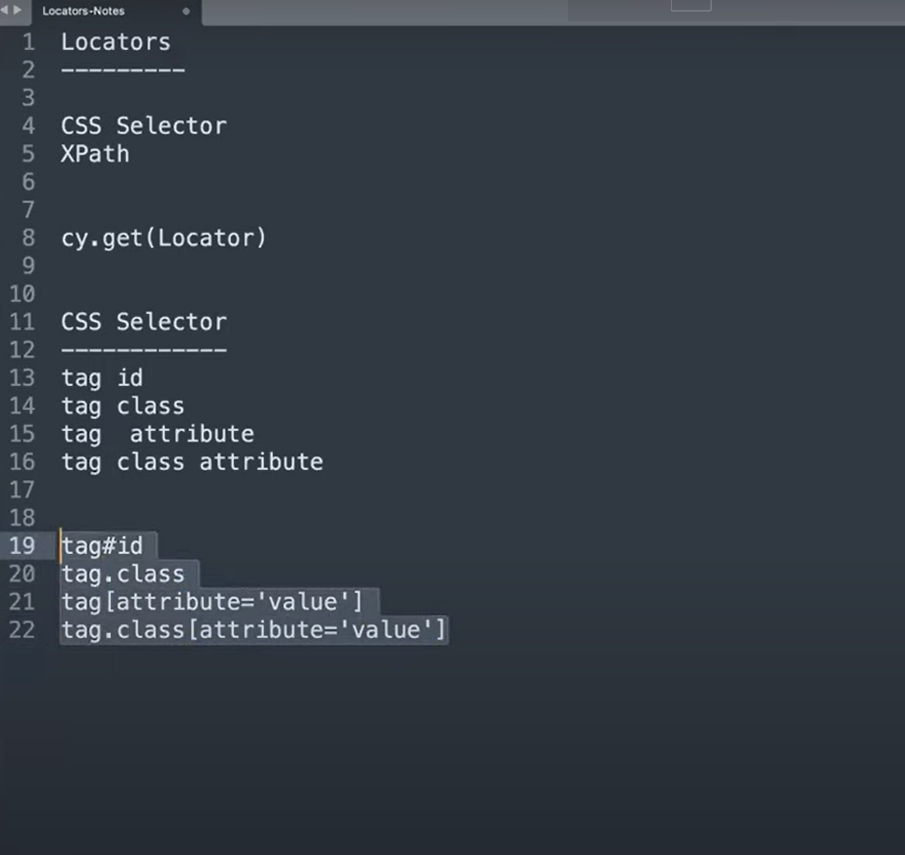 Locators-Notes
1 Locators
2 ---------
3
4 CSS Selector
5 XPath
6
7
8 cy.get(Locator)
9
10
11 CSS Selector
12 ------------
13 tag id
14 tag class
15 tag  attribute
16 tag class attribute
17
18
19 tag#id
20 tag.class
21 tag[attribute='value']
22 tag.class[attribute='value']